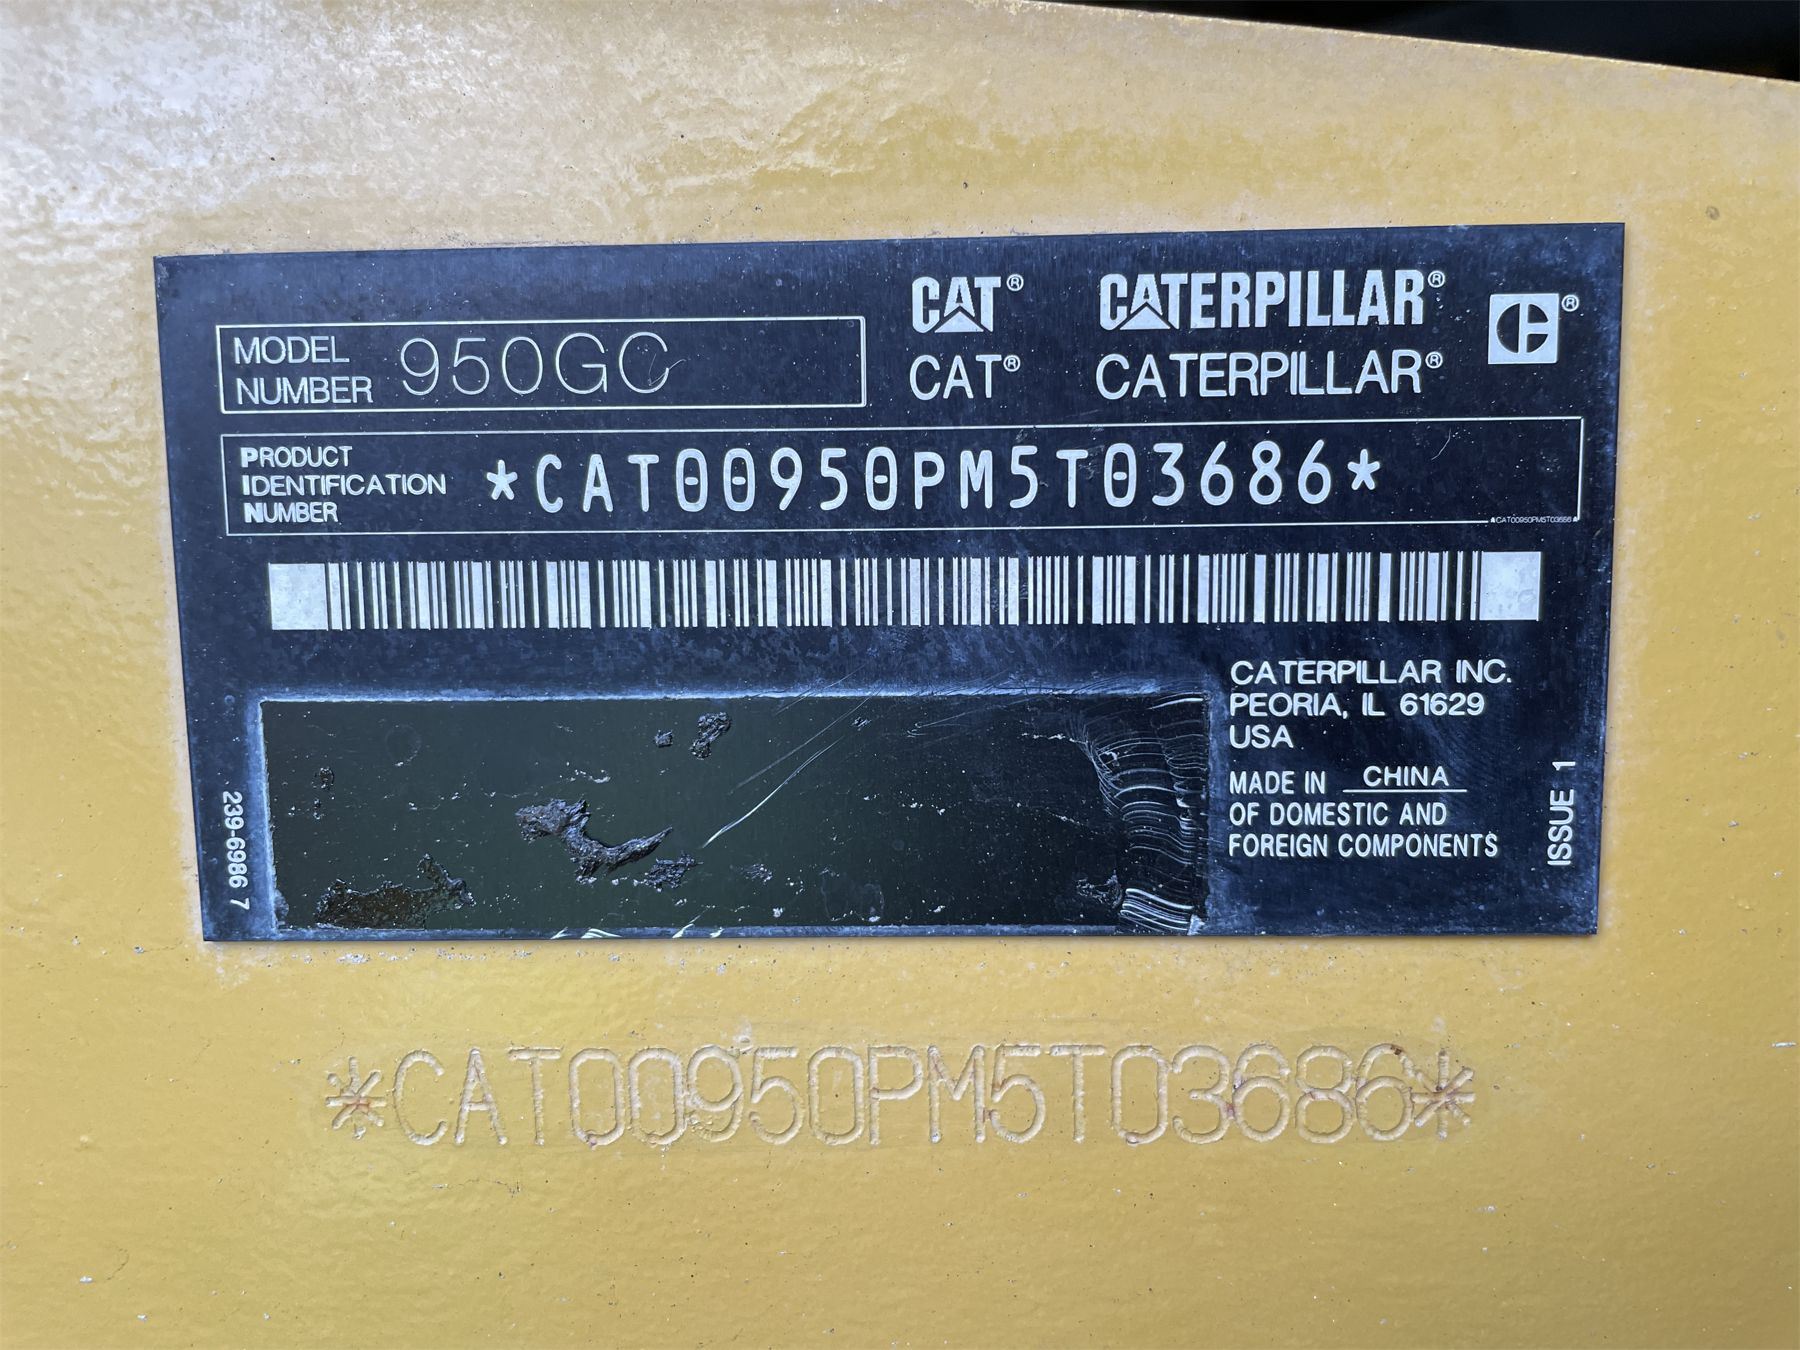 CAT® CATERPILLAR®
MODEL NUMBER 950GC
CAT® CATERPILLAR®
PRODUCT IDENTIFICATION NUMBER *CAT00950PM5T03686*
CATERPILLAR INC.
PEORIA, IL 61629
USA
MADE IN CHINA
OF DOMESTIC AND
FOREIGN COMPONENTS
239-6986 7
ISSUE 1
*CAT00950PM5T03686*